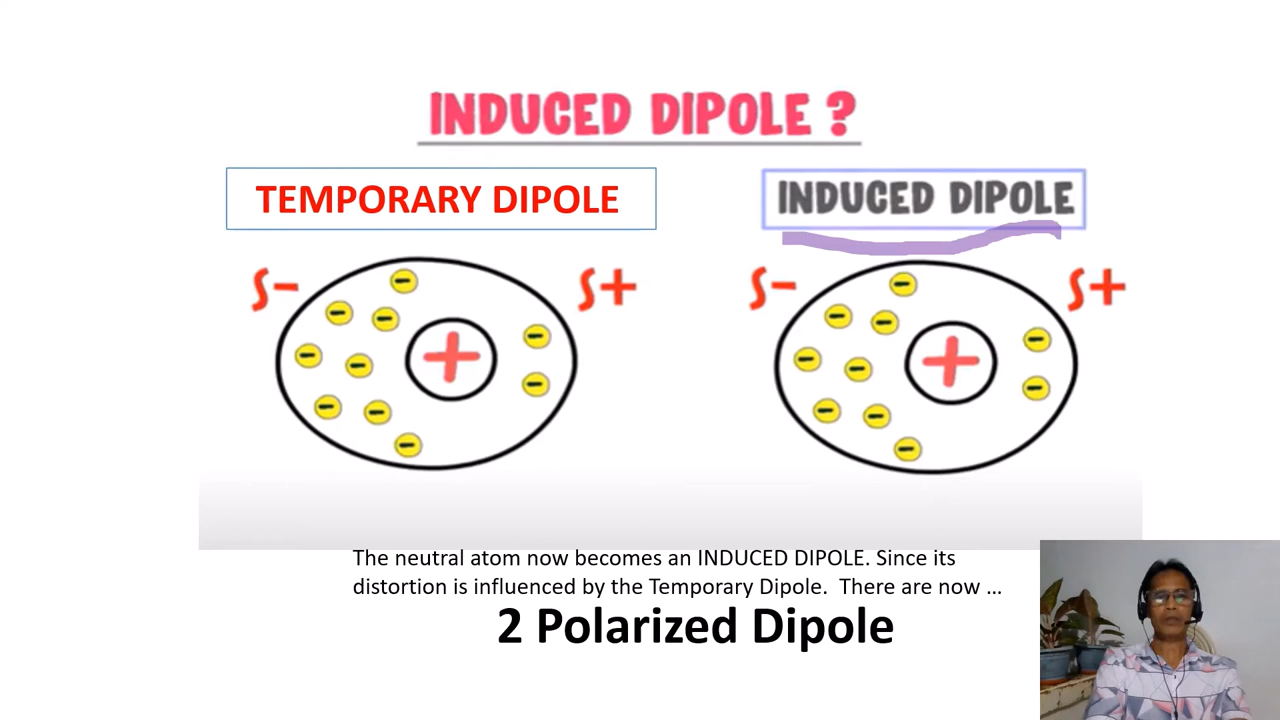 INDUCED DIPOLE ?
TEMPORARY DIPOLE
INDUCED DIPOLE
S- S+ S- S+
The neutral atom now becomes an INDUCED DIPOLE. Since its
distortion is influenced by the Temporary Dipole. There are now ...
2 Polarized Dipole